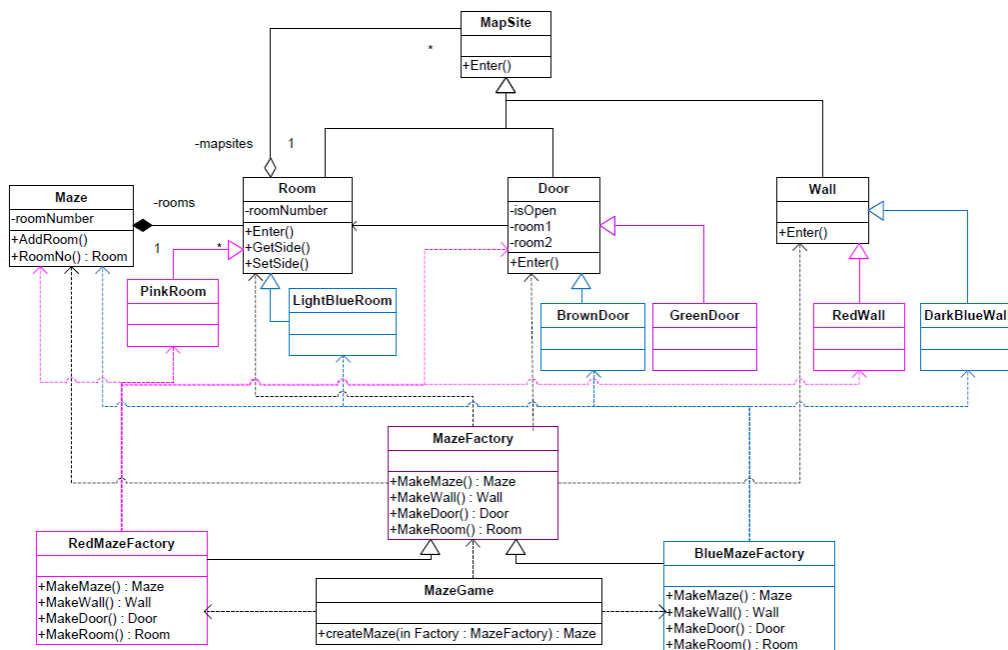 MapSite
*
+Enter()
-mapsites
1
Maze
-roomNumber
+AddRoom()
+RoomNo() : Room
-rooms
1
*
Room
-roomNumber
+Enter()
+GetSide()
+SetSide()
Door
-isOpen
-room1
-room2
+Enter()
Wall
+Enter()
PinkRoom
LightBlueRoom
BrownDoor
GreenDoor
RedWall
DarkBlueWall
MazeFactory
+MakeMaze() : Maze
+MakeWall() : Wall
+MakeDoor() : Door
+MakeRoom() : Room
RedMazeFactory
+MakeMaze() : Maze
+MakeWall() : Wall
+MakeDoor() : Door
+MakeRoom() : Room
MazeGame
+createMaze(in Factory : MazeFactory) : Maze
BlueMazeFactory
+MakeMaze() : Maze
+MakeWall() : Wall
+MakeDoor() : Door
+MakeRoom() : Room